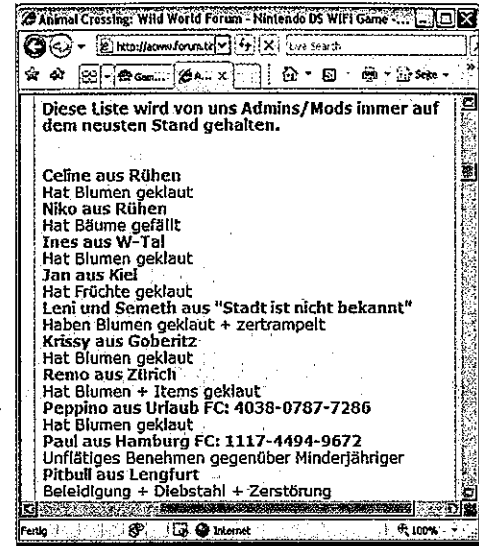 Animal Crossing: Wild World Forum - Nintendo DS WiFi Game
http://acww.forum
Live Search
Gam... A... Seite
Diese Liste wird von uns Admins/Mods immer auf
dem neusten Stand gehalten.
Celine aus Rühen
Hat Blumen geklaut
Niko aus Rühen
Hat Bäume gefällt
Ines aus W-Tal
Hat Blumen geklaut
Jan aus Kiel
Hat Früchte geklaut
Leni und Semeth aus "Stadt ist nicht bekannt"
Haben Blumen geklaut + zertrampelt
Krissy aus Goberitz
Hat Blumen geklaut
Remo aus Zürich
Hat Blumen + Items geklaut
Peppino aus Urlaub FC: 4038-0787-7286
Hat Blumen geklaut
Paul aus Hamburg FC: 1117-4494-9672
Unflätiges Benehmen gegenüber Minderjähriger
Pitbull aus Lengfurt
Beleidigung + Diebstahl + Zerstörung
Fertig Internet 100%